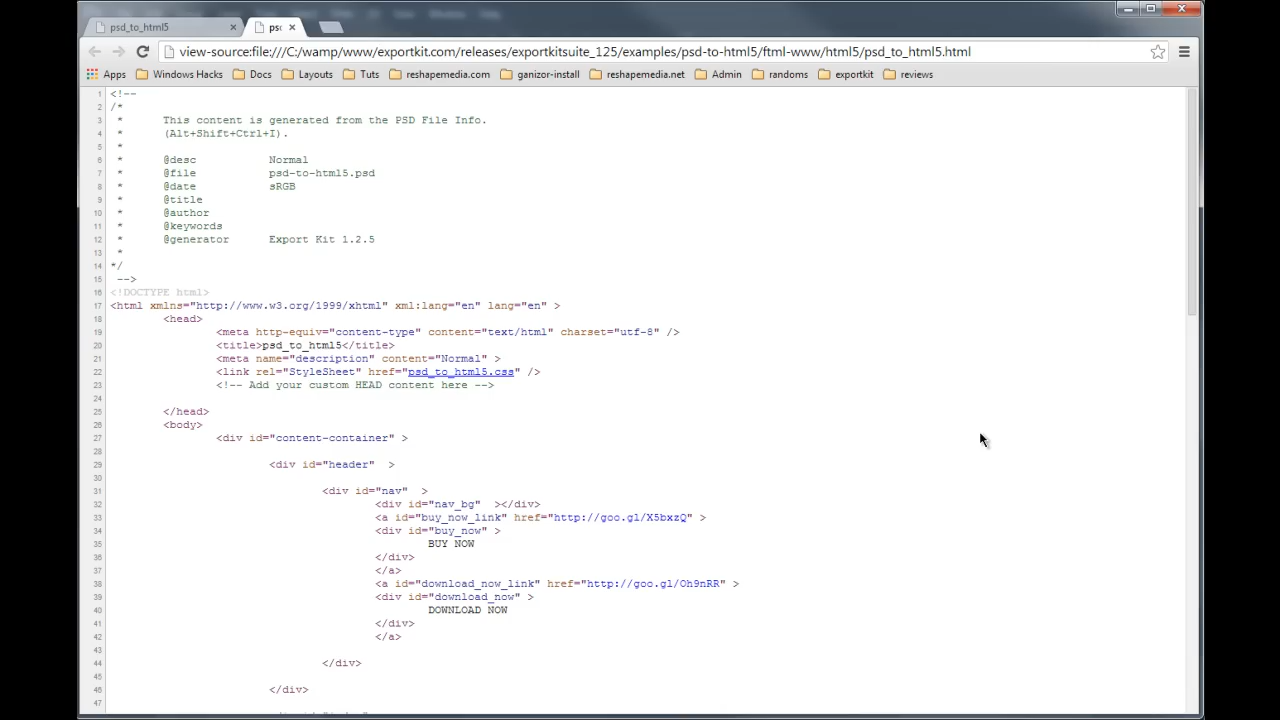 psd_to_html5
psc
view-source:file:///C:/wamp/www/exportkit.com/releases/exportkitsuite_125/examples/psd-to-html5/ftml-www/html5/psd_to_html5.html
Apps Windows Hacks Docs Layouts Tuts reshapemedia.com ganizor-install reshapemedia.net Admin randoms exportkit reviews
1 <!--
2 /*
3 * This content is generated from the PSD File Info.
4 * (Alt+Shift+Ctrl+I).
5 *
6 * @desc Normal
7 * @file psd-to-html5.psd
8 * @date sRGB
9 * @title
10 * @author
11 * @keywords
12 * @generator Export Kit 1.2.5
13 *
14 */
15 -->
16 <!DOCTYPE html>
17 <html xmlns="http://www.w3.org/1999/xhtml" xml:lang="en" lang="en" >
18 <head>
19 <meta http-equiv="content-type" content="text/html" charset="utf-8" />
20 <title>psd_to_html5</title>
21 <meta name="description" content="Normal" >
22 <link rel="StyleSheet" href="psd_to_html5.css" />
23 <!-- Add your custom HEAD content here -->
24
25 </head>
26 <body>
27 <div id="content-container" >
28
29 <div id="header" >
30
31 <div id="nav" >
32 <div id="nav_bg" ></div>
33 <a id="buy_now_link" href="http://goo.gl/X5bxzQ" >
34 <div id="buy_now" >
35 BUY NOW
36 </div>
37 </a>
38 <a id="download_now_link" href="http://goo.gl/Oh9nRR" >
39 <div id="download_now" >
40 DOWNLOAD NOW
41 </div>
42 </a>
43
44 </div>
45
46 </div>
47